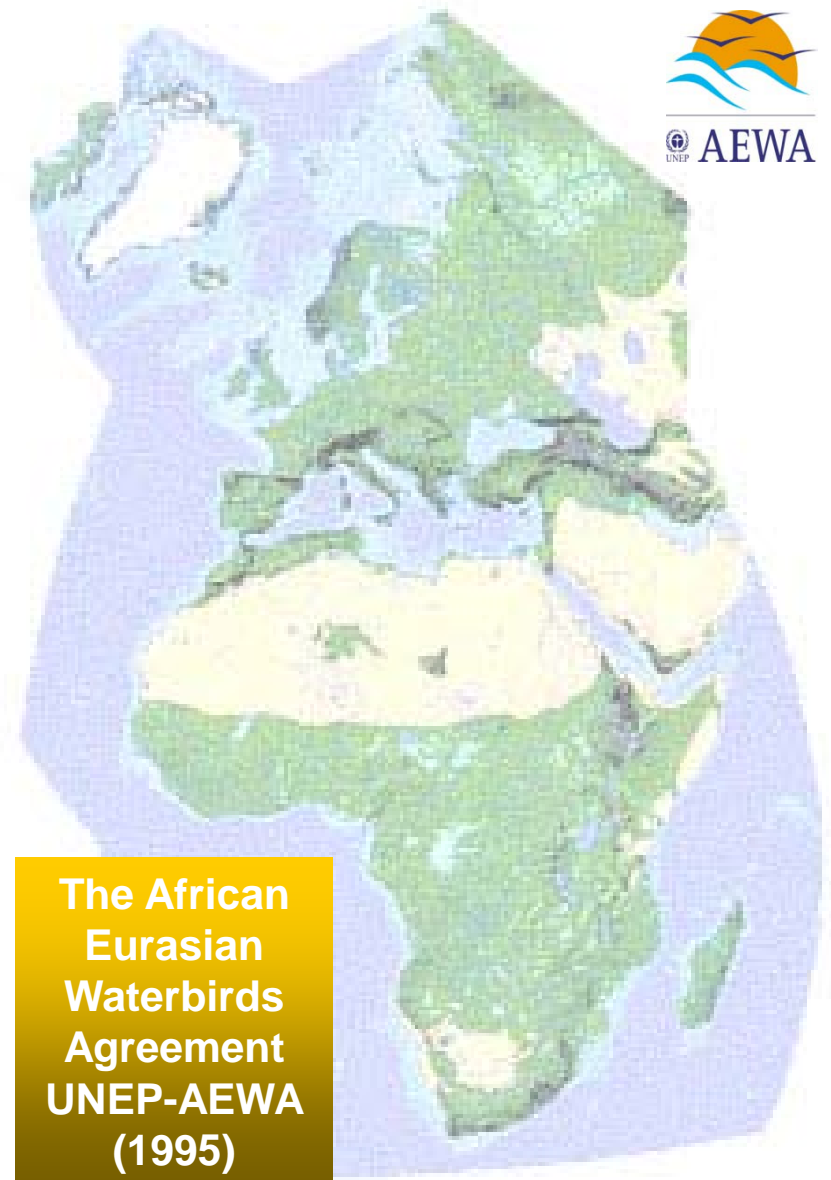 UNEP
AEWA
The African
Eurasian
Waterbirds
Agreement
UNEP-AEWA
(1995)